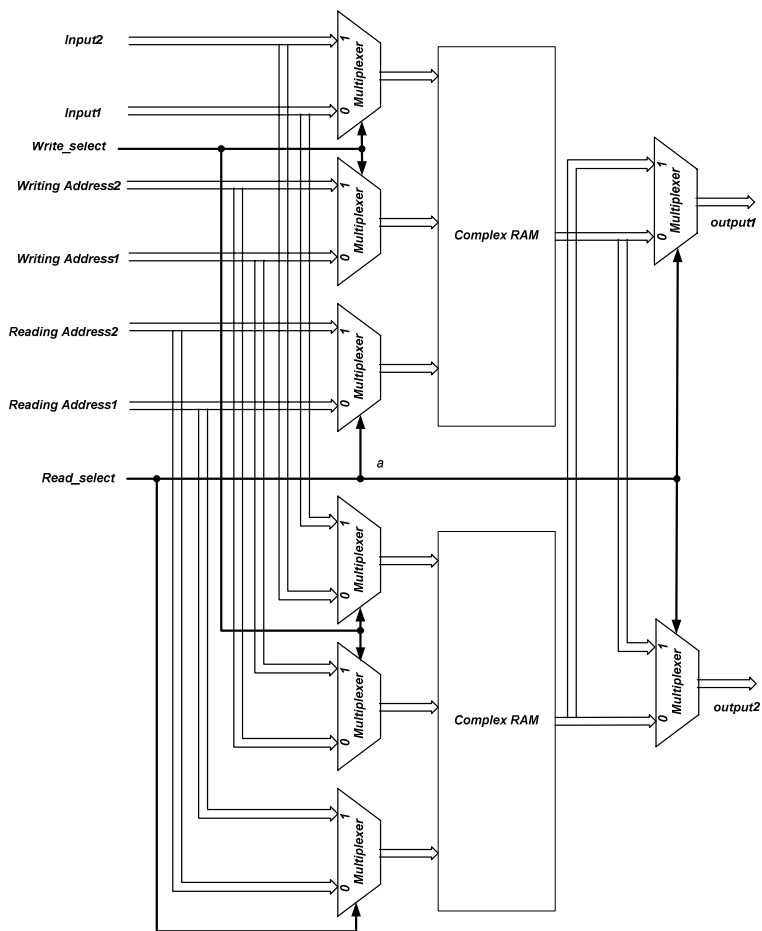 Input2
1
Multiplexer
0
Input1
Write_select
Writing Address2
1
Multiplexer
0
Writing Address1
Complex RAM
1
Multiplexer
0
output1
Reading Address2
1
Multiplexer
0
Reading Address1
a
Read_select
1
Multiplexer
0
1
Multiplexer
0
Complex RAM
1
Multiplexer
0
output2
1
Multiplexer
0